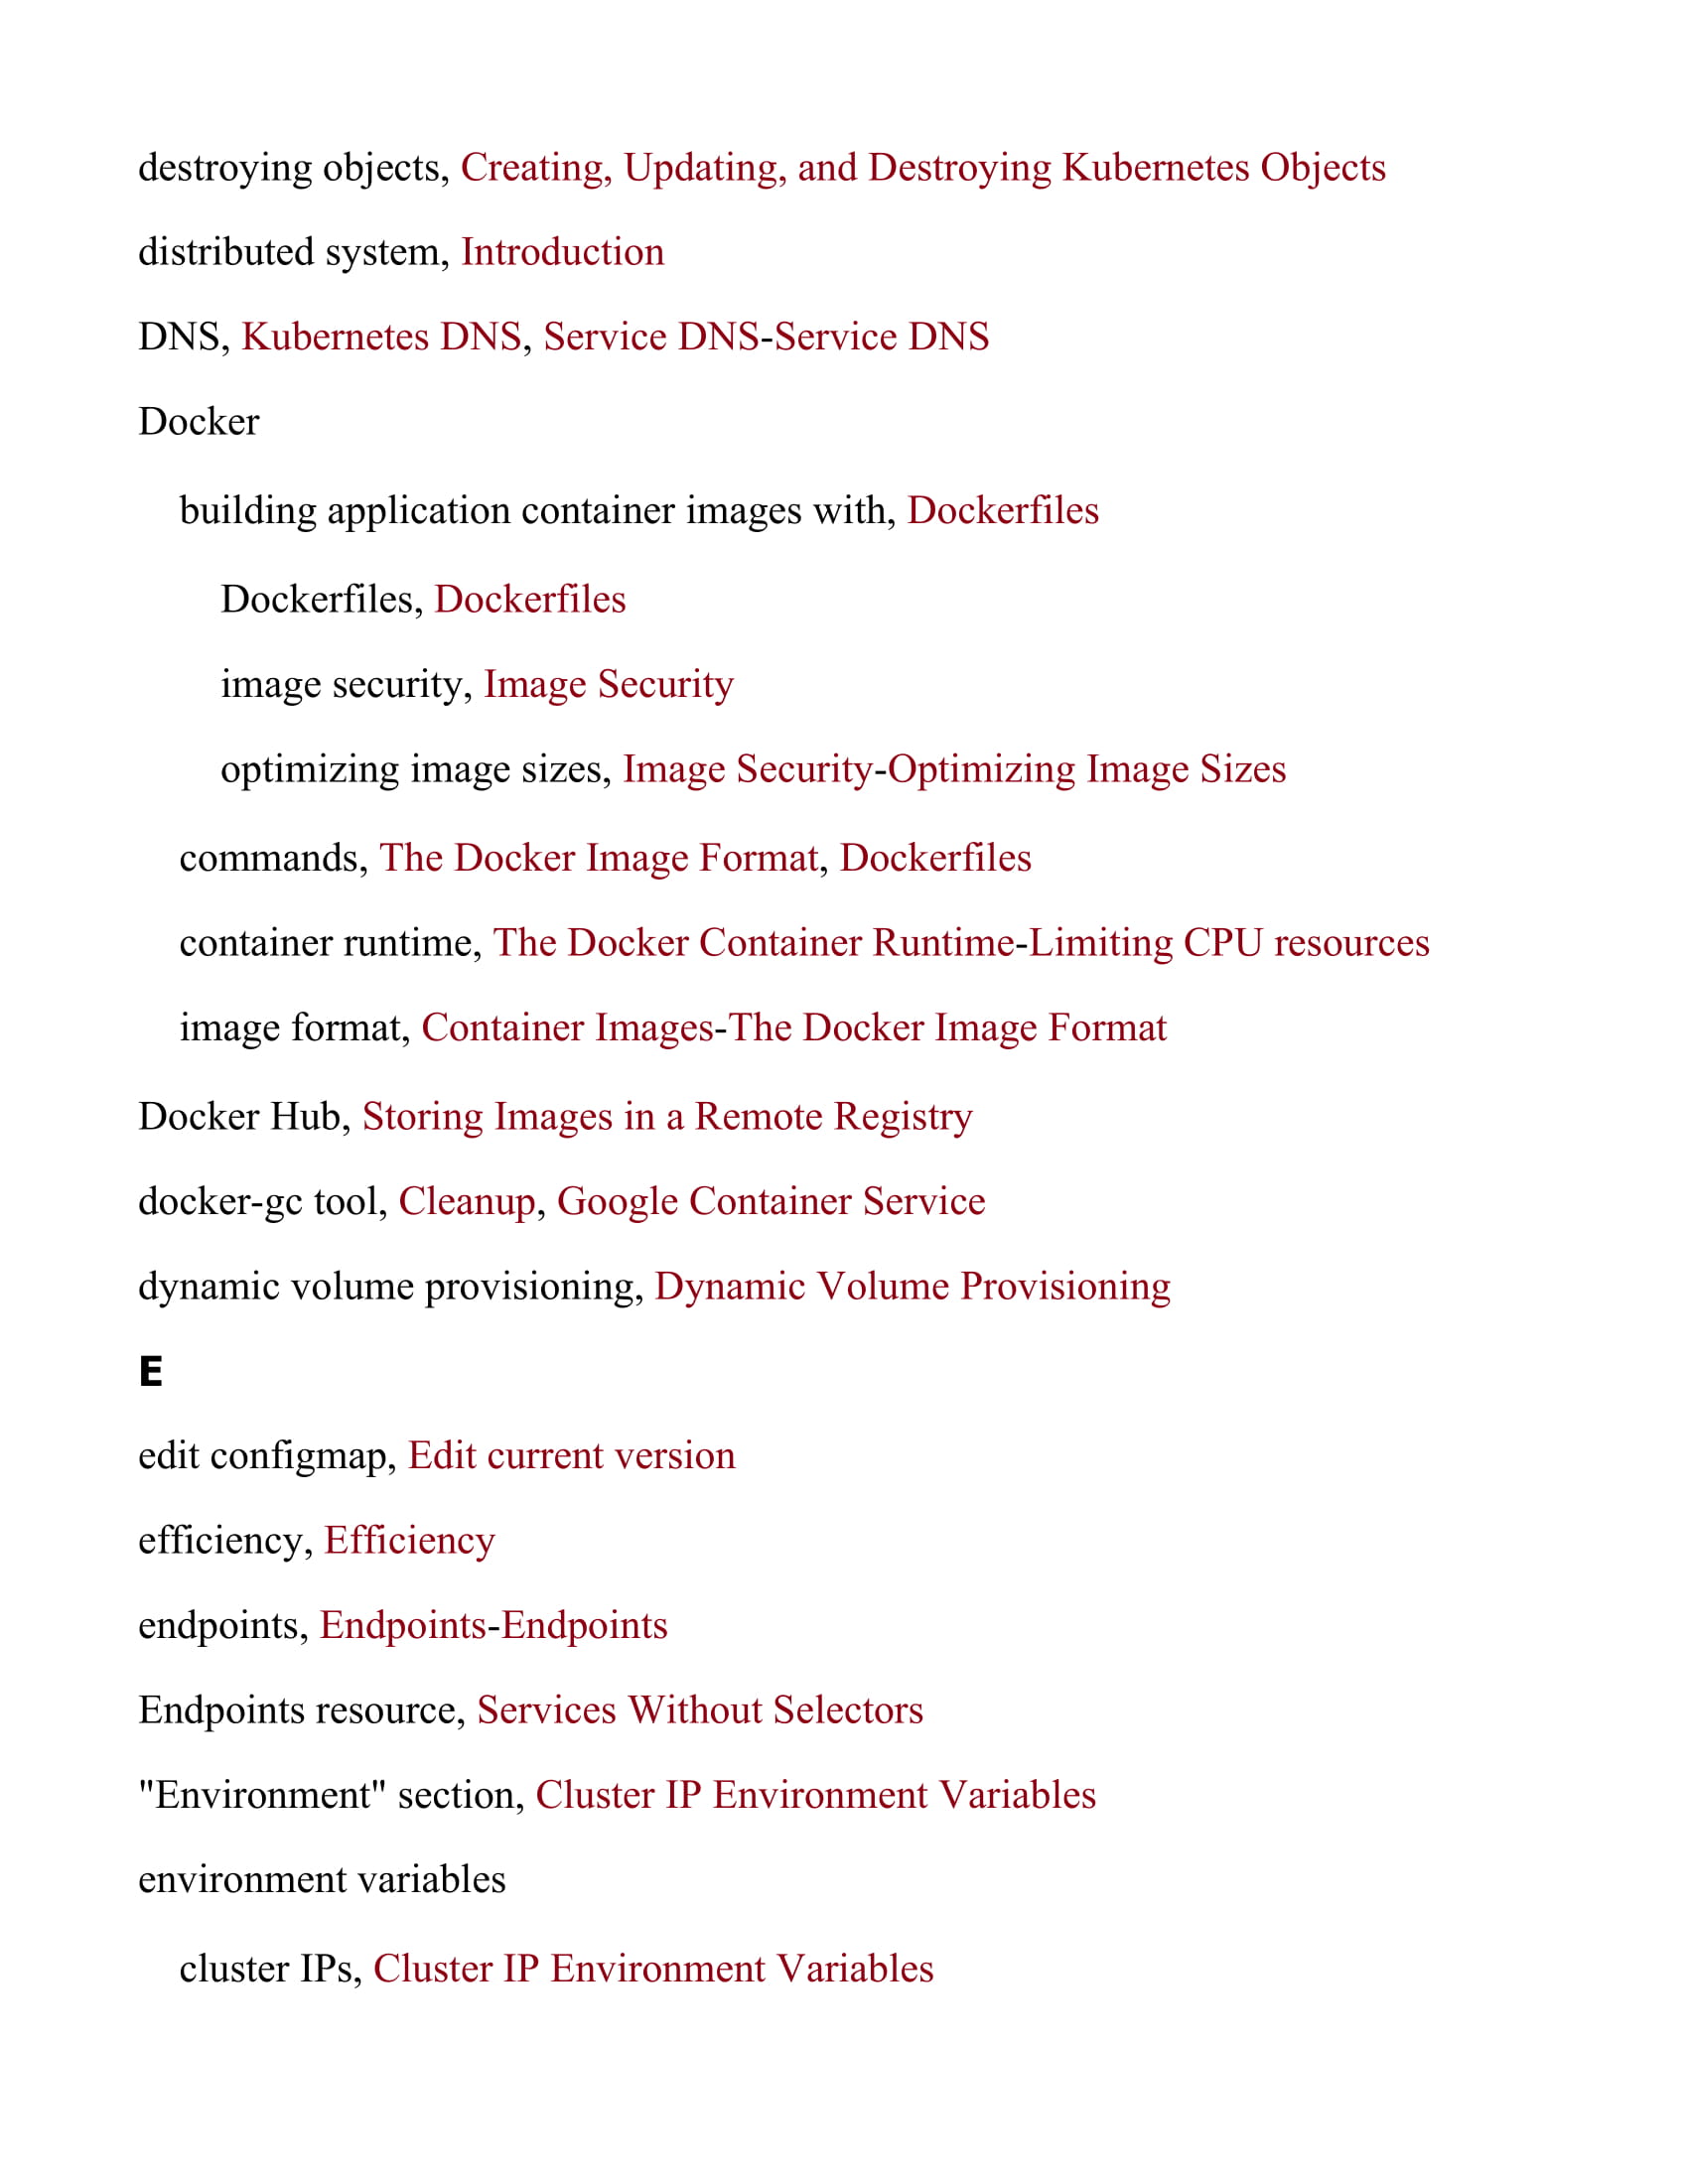 destroying objects, Creating, Updating, and Destroying Kubernetes Objects
distributed system, Introduction
DNS, Kubernetes DNS, Service DNS-Service DNS
Docker
building application container images with, Dockerfiles
Dockerfiles, Dockerfiles
image security, Image Security
optimizing image sizes, Image Security-Optimizing Image Sizes
commands, The Docker Image Format, Dockerfiles
container runtime, The Docker Container Runtime-Limiting CPU resources
image format, Container Images-The Docker Image Format
Docker Hub, Storing Images in a Remote Registry
docker-gc tool, Cleanup, Google Container Service
dynamic volume provisioning, Dynamic Volume Provisioning
E
edit configmap, Edit current version
efficiency, Efficiency
endpoints, Endpoints-Endpoints
Endpoints resource, Services Without Selectors
"Environment" section, Cluster IP Environment Variables
environment variables
cluster IPs, Cluster IP Environment Variables